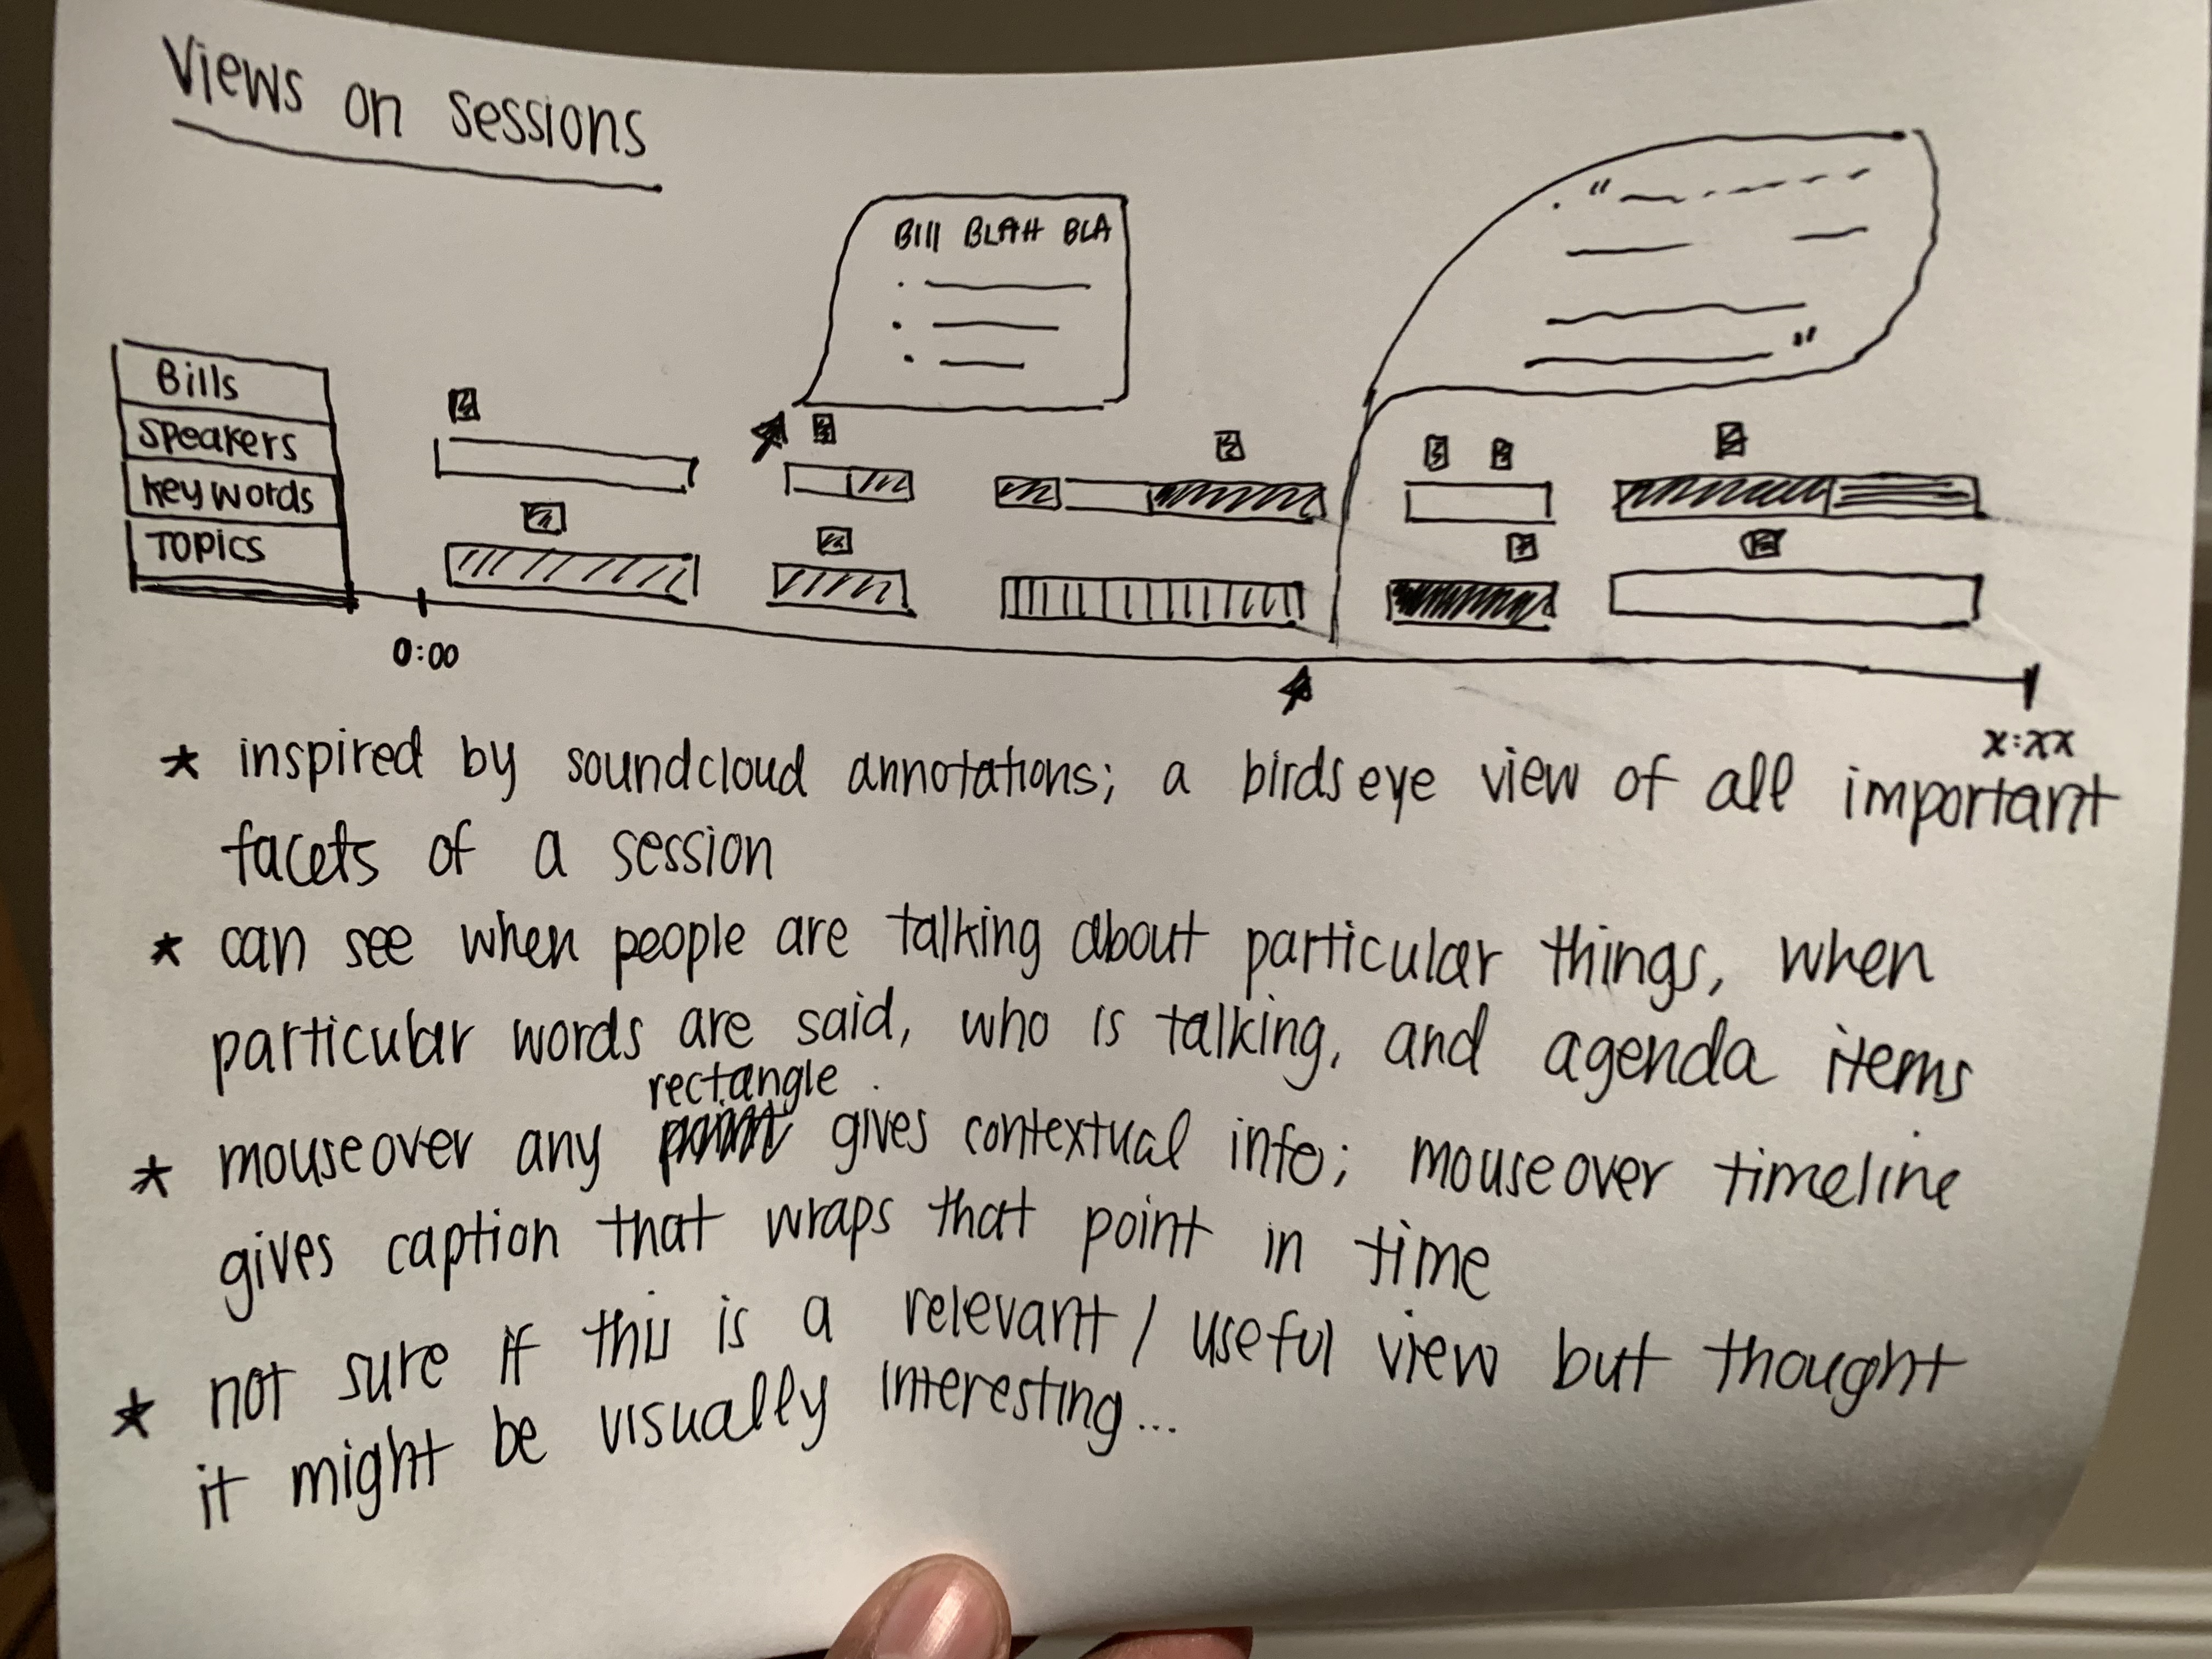 Views on sessions
Bill BLAH BLA
"
"
Bills
Speakers
Keywords
Topics
0:00
x:xx
* inspired by soundcloud annotations; a birds eye view of all important
facets of a session
* can see when people are talking about particular things, when
particular words are said, who is talking, and agenda items
rectangle
* mouseover any gives contextual info; mouseover timeline
gives caption that wraps that point in time
* not sure if this is a relevant / useful view but thought
it might be visually interesting...